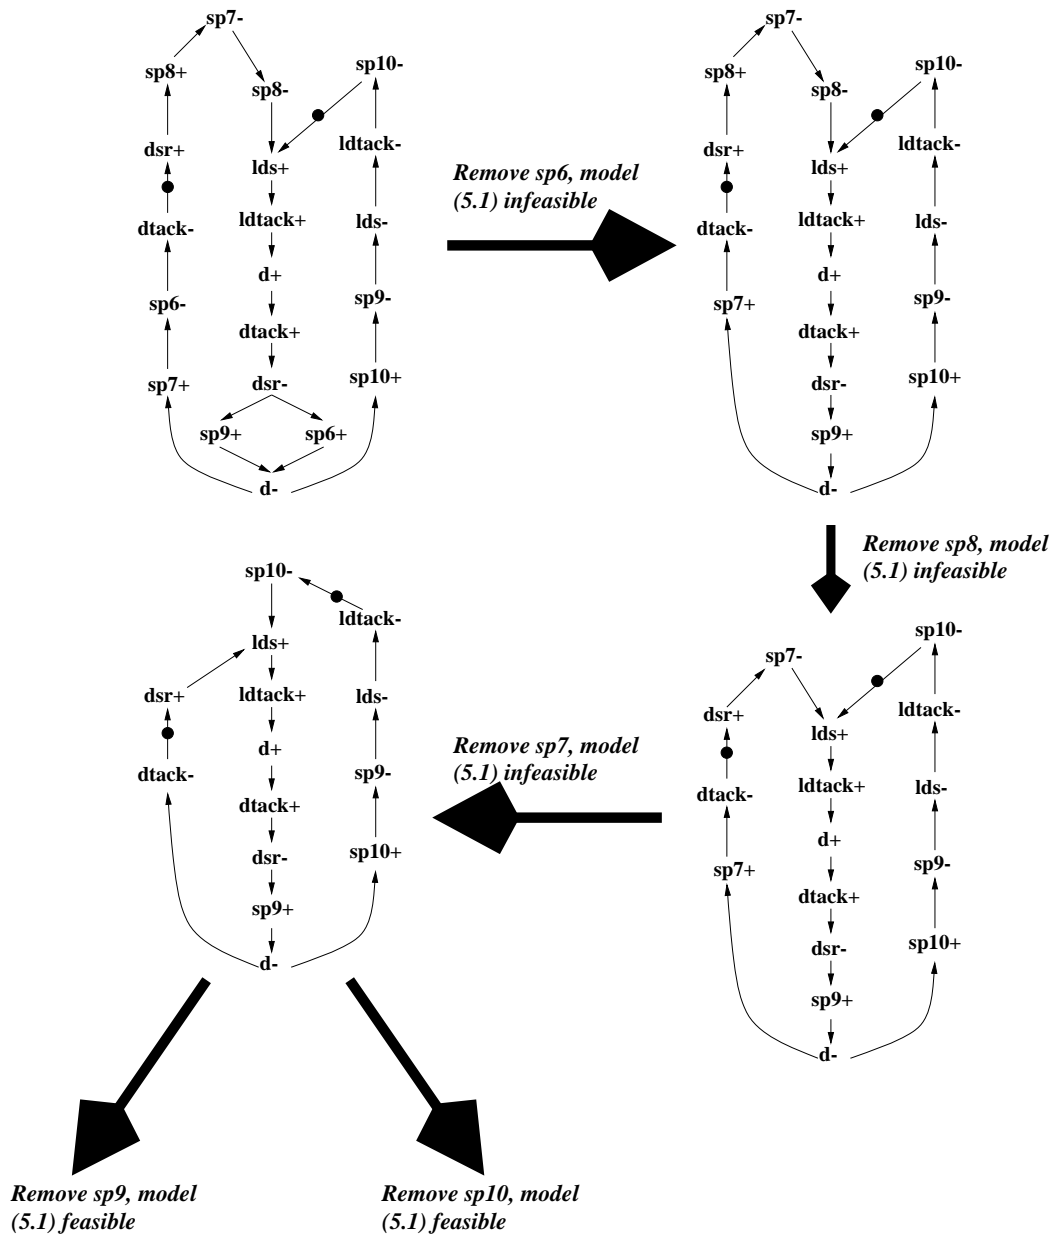 sp7-
sp8+
sp8-
sp10-
dsr+
lds+
ldtack-
dtack-
ldtack+
lds-
sp6-
d+
sp9-
dtack+
sp7+
dsr-
sp10+
sp9+
sp6+
d-
Remove sp6, model
(5.1) infeasible
sp7-
sp8+
sp8-
sp10-
dsr+
lds+
ldtack-
dtack-
ldtack+
lds-
sp7+
d+
sp9-
dtack+
dsr-
sp10+
sp9+
d-
Remove sp8, model
(5.1) infeasible
sp7-
sp10-
dsr+
lds+
ldtack-
dtack-
ldtack+
lds-
d+
sp7+
sp9-
dtack+
dsr-
sp10+
sp9+
d-
Remove sp7, model
(5.1) infeasible
sp10-
ldtack-
lds+
dsr+
ldtack+
lds-
d+
dtack-
sp9-
dtack+
dsr-
sp10+
sp9+
d-
Remove sp9, model
(5.1) feasible
Remove sp10, model
(5.1) feasible